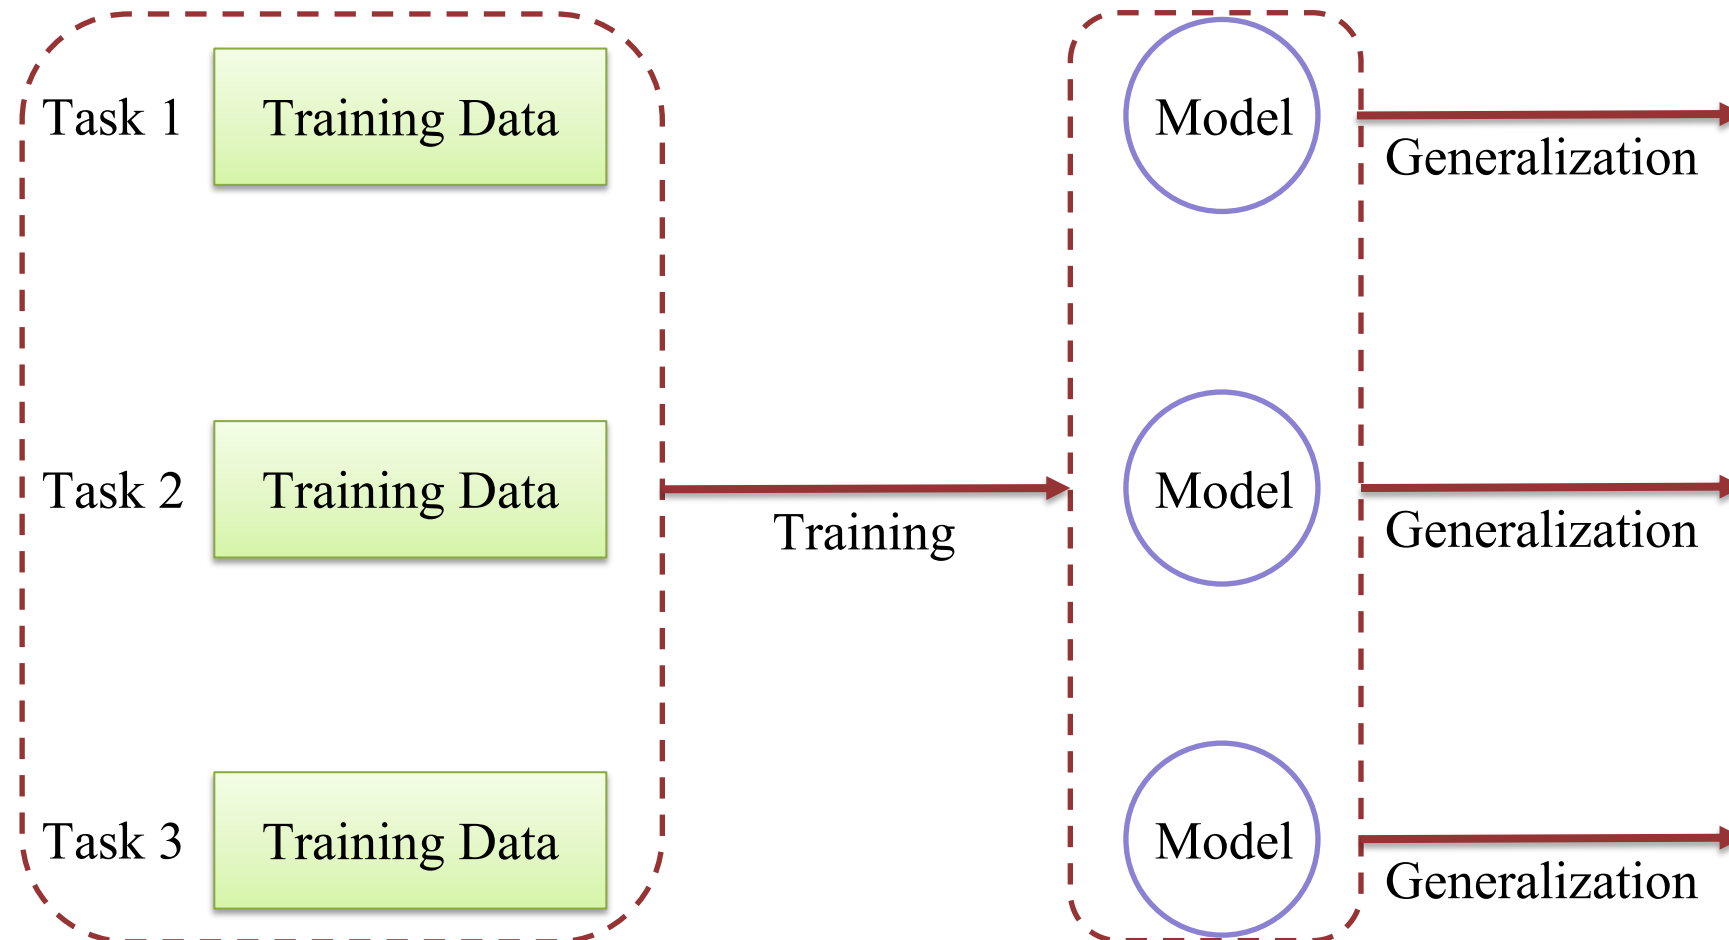 Task 1
Training Data
Model
Generalization
Task 2
Training Data
Training
Model
Generalization
Task 3
Training Data
Model
Generalization